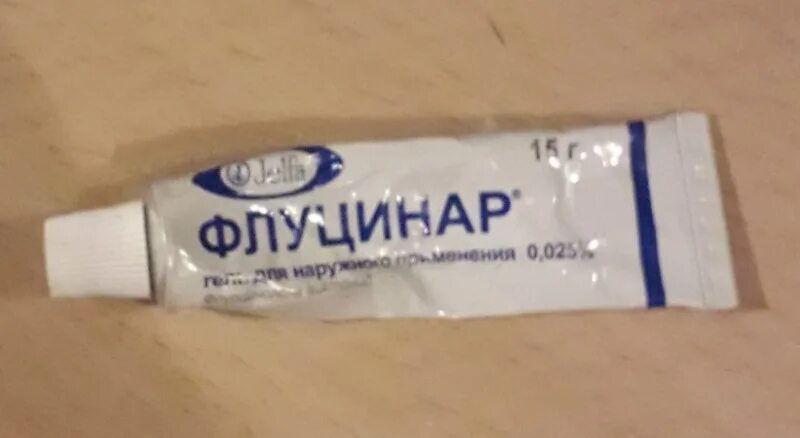 Jelfa
15 г.
ФЛУЦИНАР®
гель для наружного применения 0,025%